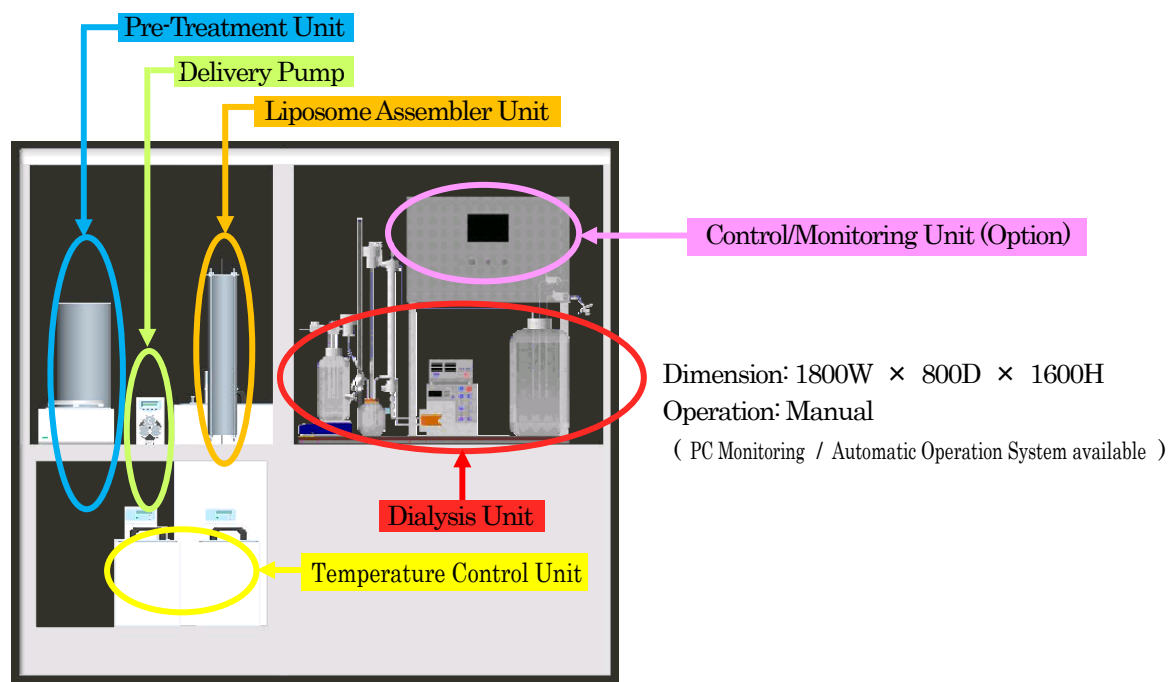 Pre-Treatment Unit
Delivery Pump
Liposome Assembler Unit
Control/Monitoring Unit (Option)
Dimension: 1800W × 800D × 1600H
Operation: Manual
( PC Monitoring / Automatic Operation System available )
Dialysis Unit
Temperature Control Unit